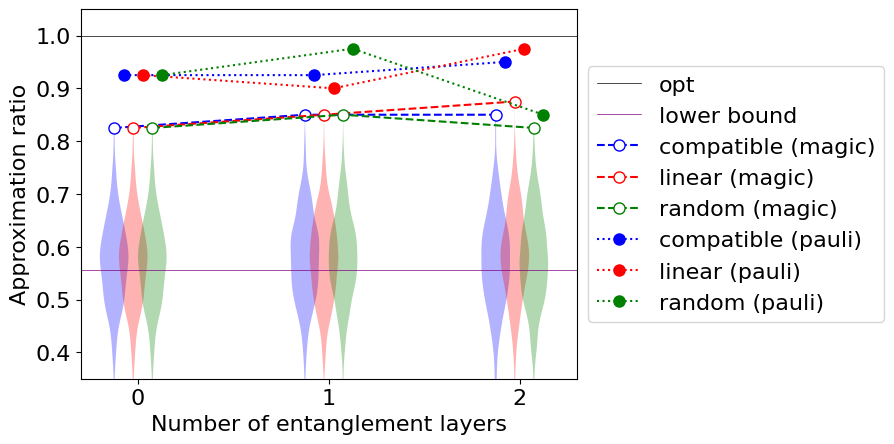 1.0
0.9
0.8
0.7
0.6
0.5
0.4
Approximation ratio
0 1 2
Number of entanglement layers
opt
lower bound
compatible (magic)
linear (magic)
random (magic)
compatible (pauli)
linear (pauli)
random (pauli)